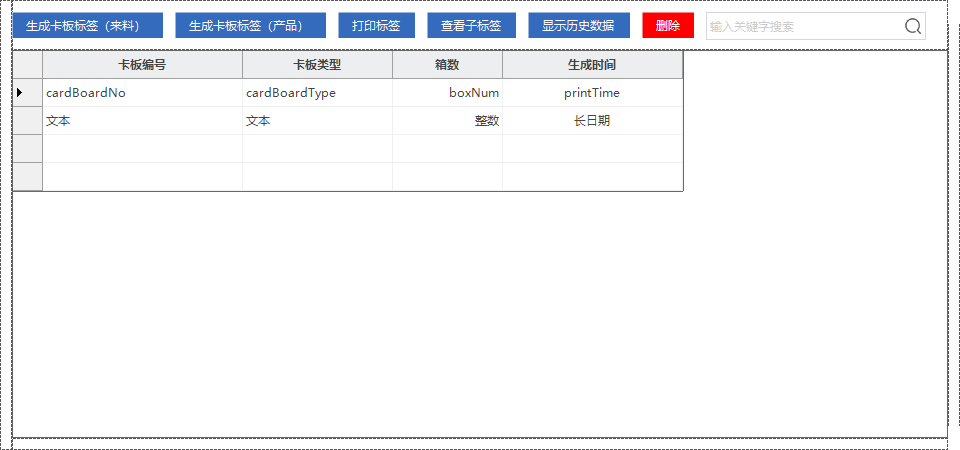 生成卡板标签（来料） 生成卡板标签（产品） 打印标签 查看子标签 显示历史数据 删除 输入关键字搜索
卡板编号 卡板类型 箱数 生成时间
cardBoardNo cardBoardType boxNum printTime
文本 文本 整数 长日期